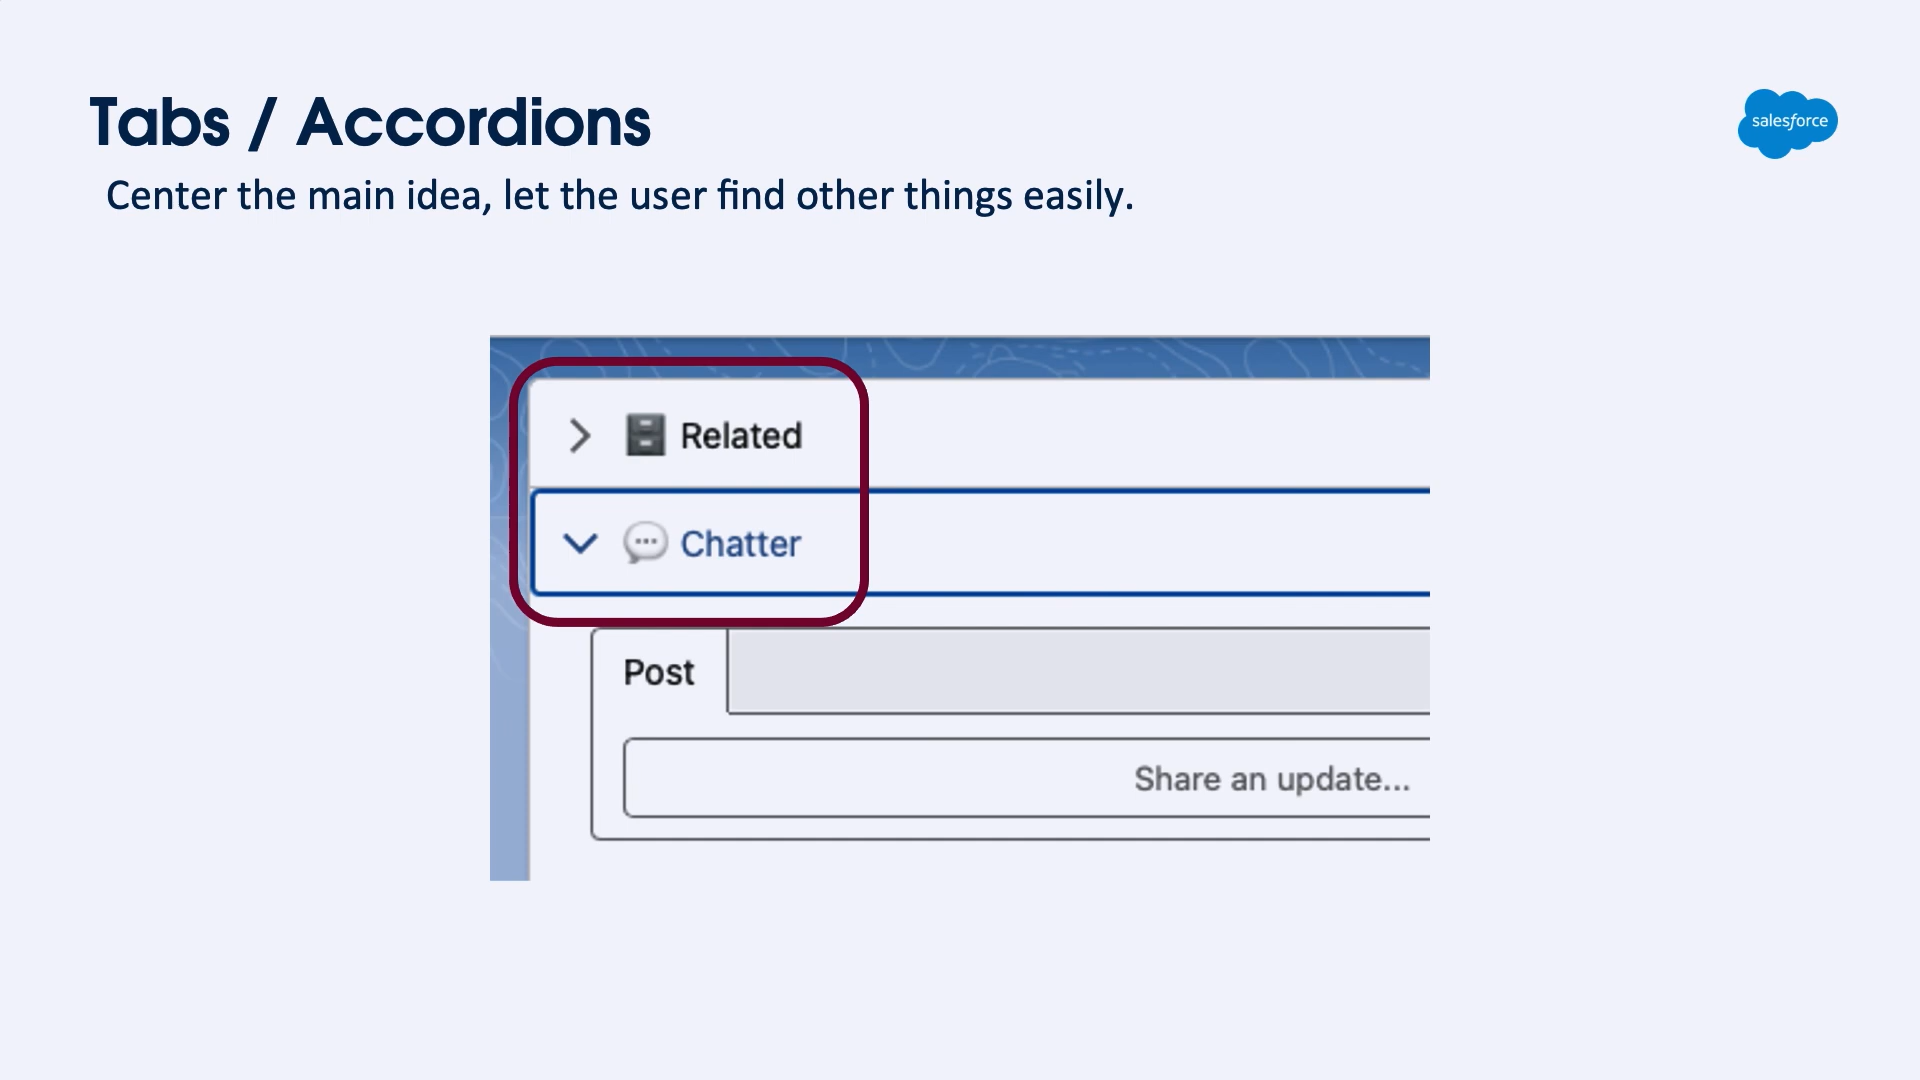 Tabs / Accordions
salesforce
Center the main idea, let the user find other things easily.
Related
Chatter
Post
Share an update...